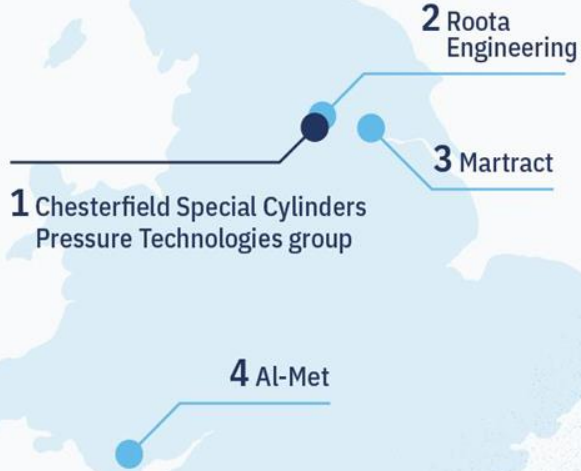 2 Roota
Engineering
3 Martract
1 Chesterfield Special Cylinders
Pressure Technologies group
4 Al-Met